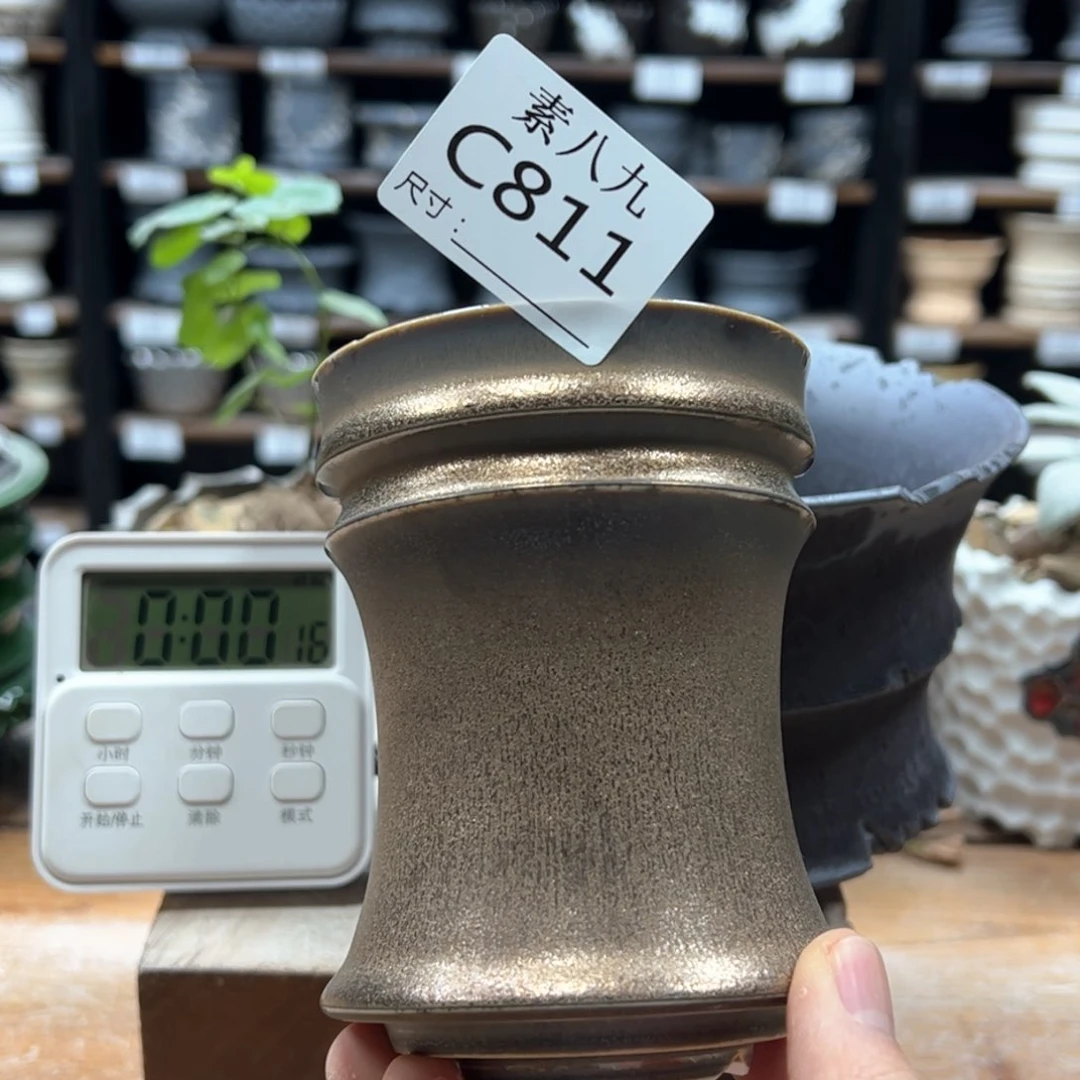 素八九
C811
尺寸：
0:00 16
小时 分钟 秒钟
开始/停止 清除 模式